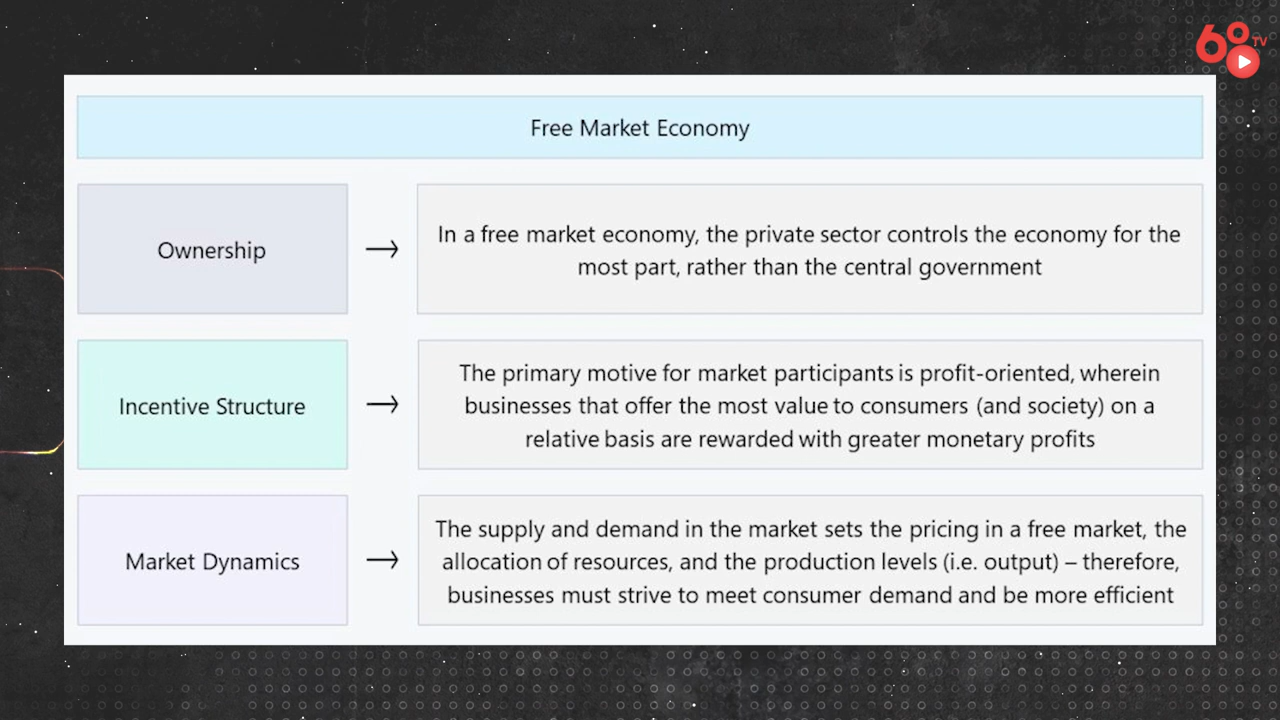 6TV
Free Market Economy
Ownership
→
In a free market economy, the private sector controls the economy for the
most part, rather than the central government
Incentive Structure
→
The primary motive for market participants is profit-oriented, wherein
businesses that offer the most value to consumers (and society) on a
relative basis are rewarded with greater monetary profits
Market Dynamics
→
The supply and demand in the market sets the pricing in a free market, the
allocation of resources, and the production levels (i.e. output) – therefore,
businesses must strive to meet consumer demand and be more efficient